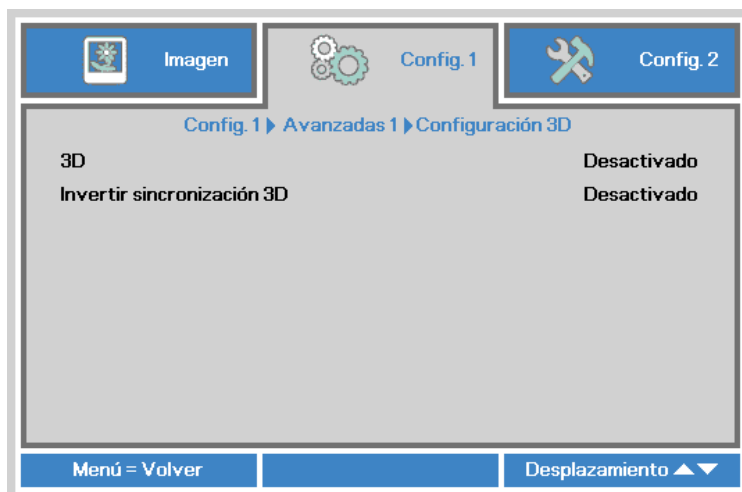 Imagen Config. 1 Config. 2
Config. 1 ▶ Avanzadas 1 ▶ Configuración 3D
3D Desactivado
Invertir sincronización 3D Desactivado
Menú = Volver Desplazamiento ▲▼